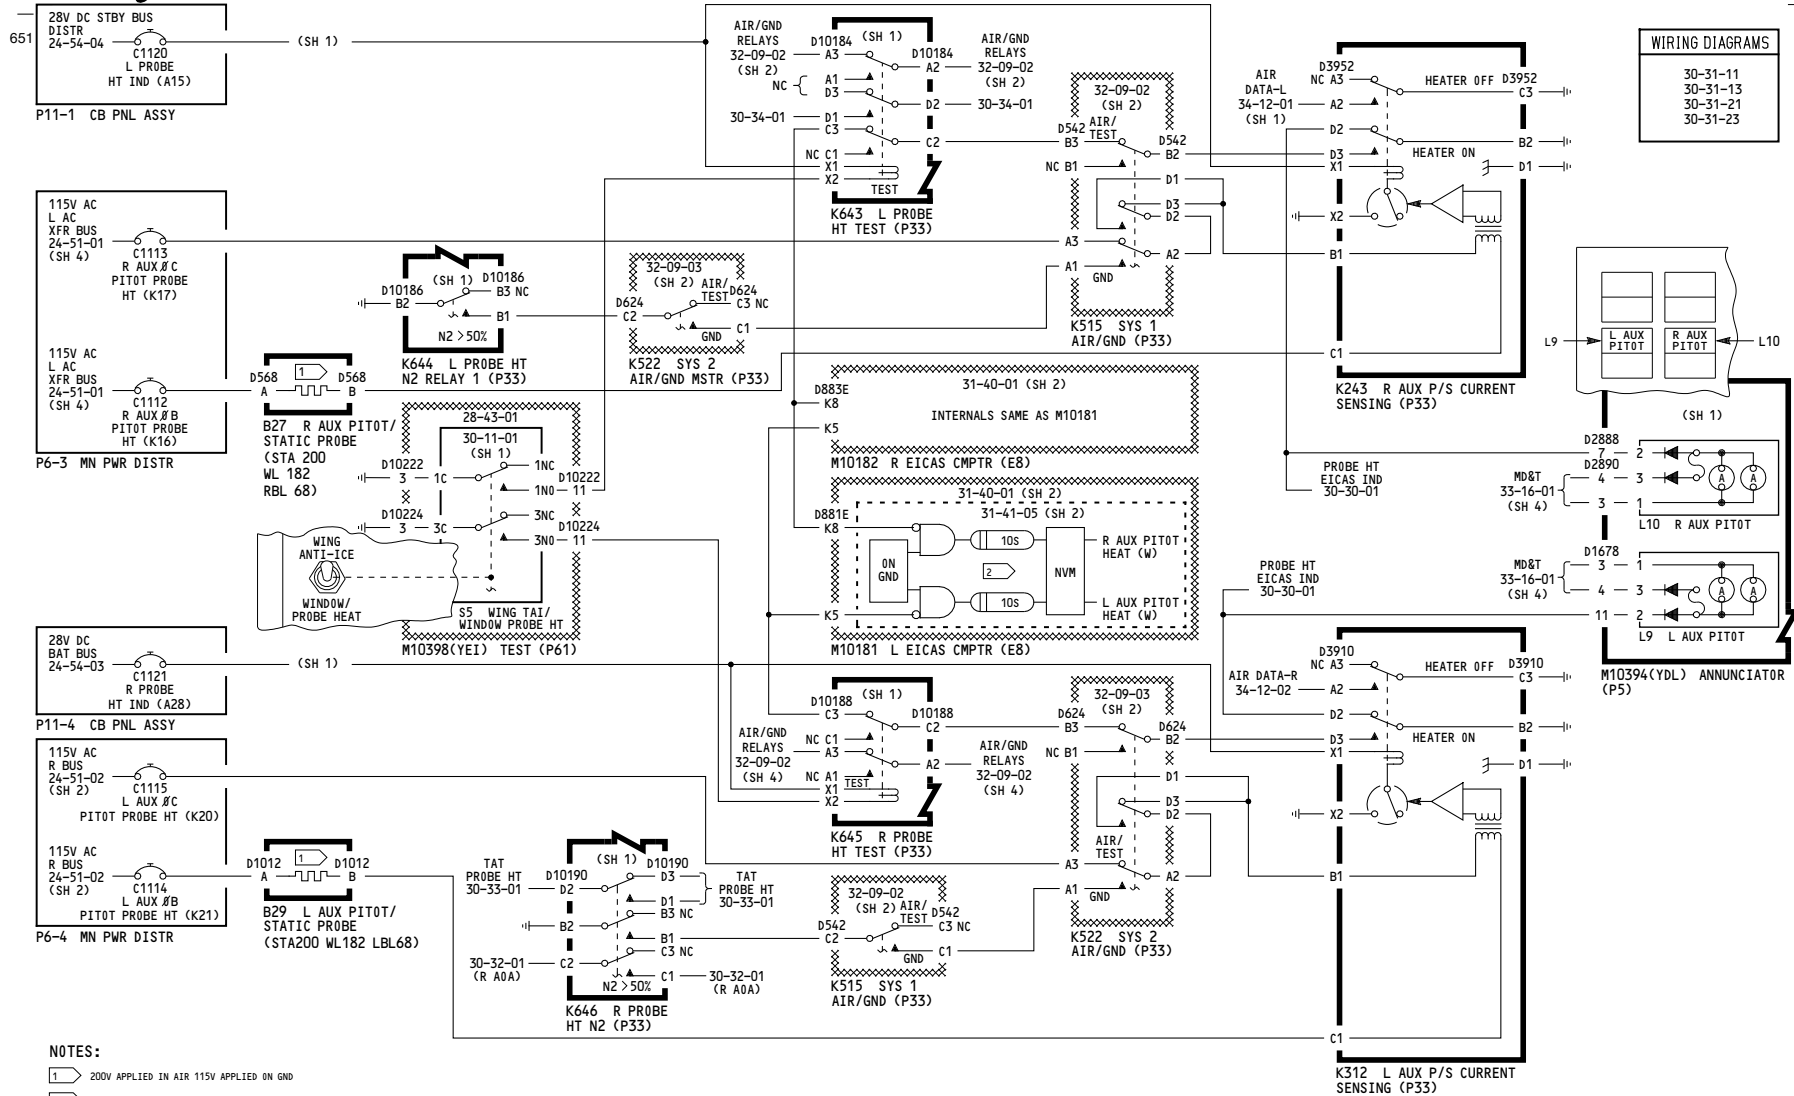 651
28V DC STBY BUS
DISTR
24-54-04
C1120
L PROBE
HT IND (A15)
P11-1 CB PNL ASSY
(SH 1)
115V AC
L AC
XFR BUS
24-51-01
(SH 4)
C1113
R AUX ØC
PITOT PROBE
HT (K17)
115V AC
L AC
XFR BUS
24-51-01
(SH 4)
C1112
R AUX ØB
PITOT PROBE
HT (K16)
P6-3 MN PWR DISTR
D568
1
D568
A
B
B27 R AUX PITOT/
STATIC PROBE
(STA 200
WL 182
RBL 68)
(SH 1)
D10186
D10186
B2
B3 NC
B1
N2 >50%
K644 L PROBE HT
N2 RELAY 1 (P33)
32-09-03
(SH 2)
AIR/
TEST
D624
D624
C2
C3 NC
C1
GND
K522 SYS 2
AIR/GND MSTR (P33)
28-43-01
30-11-01
(SH 1)
D10222
3
1C
1NC
D10222
1NO
11
D10224
3
3C
3NC
D10224
3NO
11
WING
ANTI-ICE
WINDOW/
PROBE HEAT
S5 WING TAI/
WINDOW PROBE HT
M10398(YEI) TEST (P61)
AIR/GND
RELAYS
32-09-02
(SH 2)
NC
30-34-01
D10184
A3
A1
D3
D1
C3
NC C1
X1
X2
(SH 1)
TEST
D10184
A2
D2
C2
AIR/GND
RELAYS
32-09-02
(SH 2)
30-34-01
K643 L PROBE
HT TEST (P33)
32-09-02
(SH 2)
D542
AIR/
TEST
B3
D542
B2
NC B1
D1
D3
D2
A3
A2
A1
GND
K515 SYS 1
AIR/GND (P33)
AIR
DATA-L
34-12-01
(SH 1)
D3952
NC A3
A2
D2
D3
X1
X2
B1
C1
HEATER OFF
D3952
C3
B2
HEATER ON
D1
K243 R AUX P/S CURRENT
SENSING (P33)
WIRING DIAGRAMS
30-31-11
30-31-13
30-31-21
30-31-23
L9
L AUX
PITOT
R AUX
PITOT
L10
(SH 1)
D2888
7
2
D2890
4
3
3
1
A
A
MD&T
33-16-01
(SH 4)
L10 R AUX PITOT
PROBE HT
EICAS IND
30-30-01
D1678
3
1
4
3
11
2
A
A
MD&T
33-16-01
(SH 4)
L9 L AUX PITOT
PROBE HT
EICAS IND
30-30-01
M10394(YDL) ANNUNCIATOR
(P5)
31-40-01 (SH 2)
D883E
K8
K5
INTERNALS SAME AS M10181
M10182 R EICAS CMPTR (E8)
31-40-01 (SH 2)
31-41-05 (SH 2)
D881E
K8
ON
GND
10S
2
10S
NVM
R AUX PITOT
HEAT (W)
L AUX PITOT
HEAT (W)
K5
M10181 L EICAS CMPTR (E8)
28V DC
BAT BUS
24-54-03
C1121
R PROBE
HT IND (A28)
P11-4 CB PNL ASSY
(SH 1)
115V AC
R BUS
24-51-02
(SH 2)
C1115
L AUX ØC
PITOT PROBE HT (K20)
115V AC
R BUS
24-51-02
(SH 2)
C1114
L AUX ØB
PITOT PROBE HT (K21)
P6-4 MN PWR DISTR
D1012
1
D1012
A
B
B29 L AUX PITOT/
STATIC PROBE
(STA200 WL182 LBL68)
TAT
PROBE HT
30-33-01
(SH 1)
D10190
D10190
D2
D3
D1
TAT
PROBE HT
30-33-01
B2
B3 NC
B1
30-32-01
(R AOA)
C2
C3 NC
C1
30-32-01
(R AOA)
N2 >50%
K646 R PROBE
HT N2 (P33)
AIR/GND
RELAYS
32-09-02
(SH 4)
D10188
C3
NC C1
A3
NC A1
X1
X2
(SH 1)
TEST
D10188
C2
A2
AIR/GND
RELAYS
32-09-02
(SH 4)
K645 R PROBE
HT TEST (P33)
32-09-02
(SH 2)
AIR/
TEST
D542
D542
C2
C3 NC
C1
GND
K515 SYS 1
AIR/GND (P33)
32-09-03
(SH 2)
D624
B3
D624
B2
NC B1
D1
D3
D2
AIR/
TEST
A3
A2
A1
GND
K522 SYS 2
AIR/GND (P33)
AIR DATA-R
34-12-02
D3910
NC A3
A2
D2
D3
X1
X2
B1
C1
HEATER OFF
D3910
C3
B2
HEATER ON
D1
K312 L AUX P/S CURRENT
SENSING (P33)
NOTES:
1 200V APPLIED IN AIR 115V APPLIED ON GND